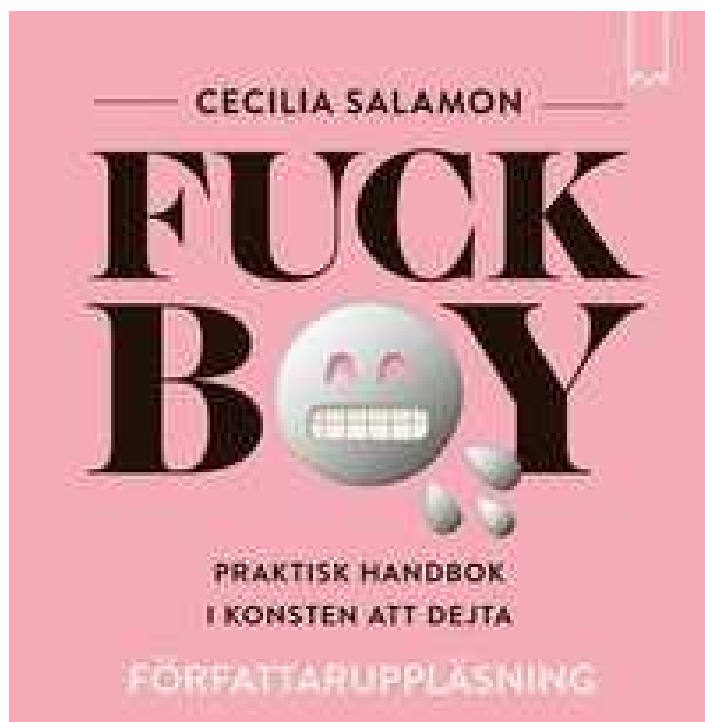 CECILIA SALAMON
FUCK
BOY
PRAKTISK HANDBOK
I KONSTEN ATT DEJTA
FÖRFATTARUPPLÄSNING